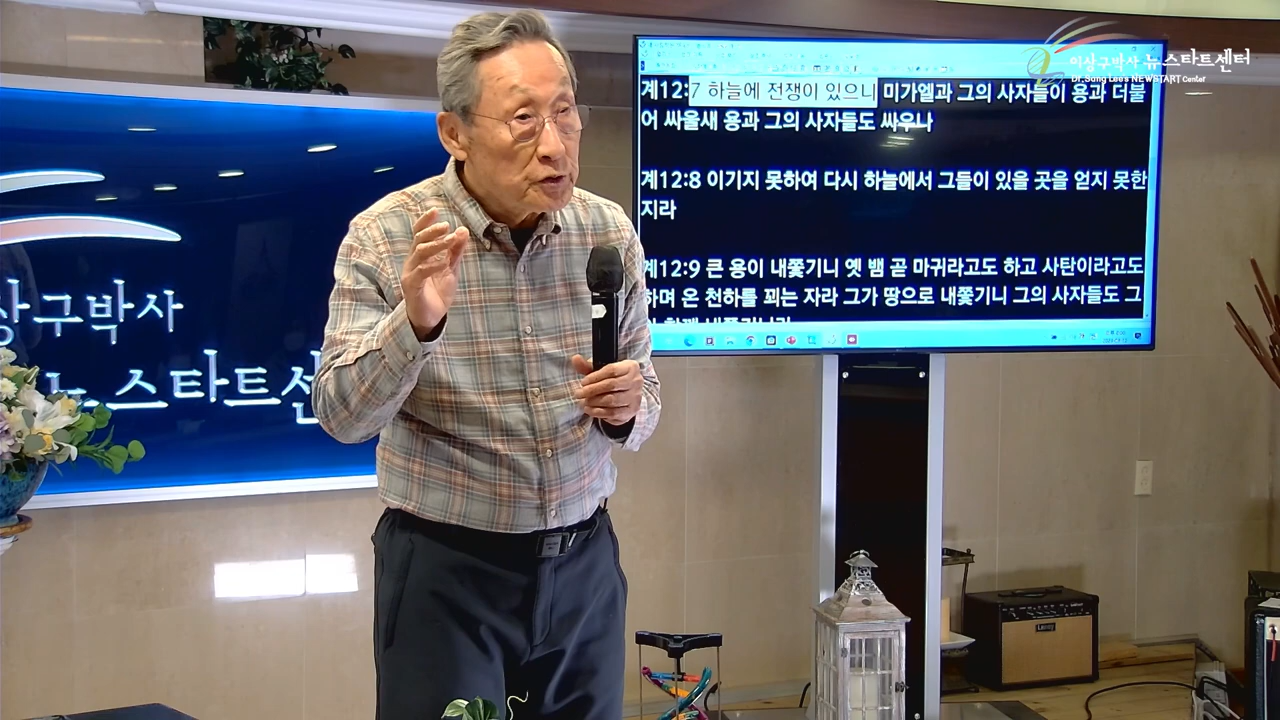 이상구박사 뉴스타트센터
Dr. Sang Lee's NEWSTART Center
계12:7 하늘에 전쟁이 있으니 미가엘과 그의 사자들이 용과 더불
어 싸울새 용과 그의 사자들도 싸우나
계12:8 이기지 못하여 다시 하늘에서 그들이 있을 곳을 얻지 못한
지라
계12:9 큰 용이 내쫓기니 옛 뱀 곧 마귀라고도 하고 사탄이라고도
하며 온 천하를 꾀는 자라 그가 땅으로 내쫓기니 그의 사자들도 그
상구박사
뉴스타트센
Laney